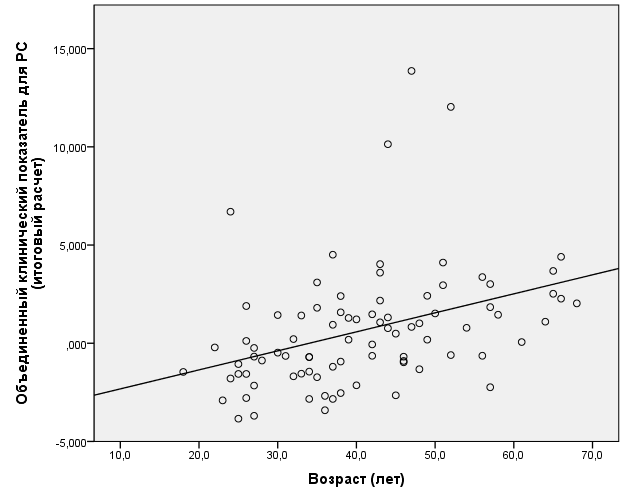 Объединенный клинический показатель для РС
(итоговый расчет)
15,000
10,000
5,000
,000
-5,000
10,0 20,0 30,0 40,0 50,0 60,0 70,0
Возраст (лет)